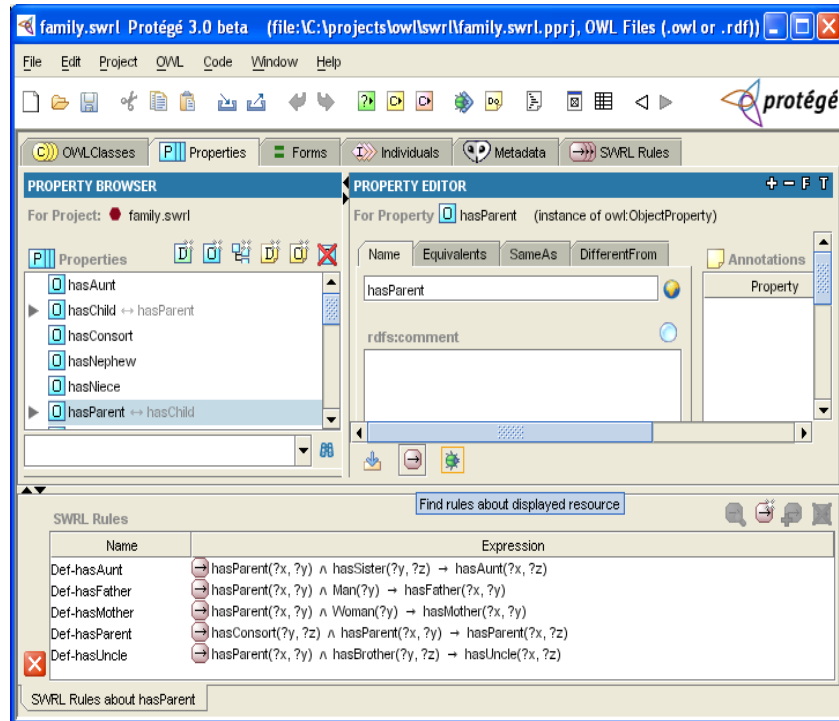 family.swrl Protégé 3.0 beta (file:\C:\projects\owl\swrl\family.swrl.pprj, OWL Files (.owl or .rdf))
File Edit Project OWL Code Window Help
protégé
OWLClasses Properties Forms Individuals Metadata SWRL Rules
PROPERTY BROWSER
For Project: family.swrl
Properties
hasAunt
hasChild ↔ hasParent
hasConsort
hasNephew
hasNiece
hasParent ↔ hasChild
PROPERTY EDITOR
For Property hasParent (instance of owl:ObjectProperty)
Name Equivalents SameAs DifferentFrom
hasParent
rdfs:comment
Annotations
Property
Find rules about displayed resource
SWRL Rules
Name Expression
Def-hasAunt hasParent(?x, ?y) ∧ hasSister(?y, ?z) → hasAunt(?x, ?z)
Def-hasFather hasParent(?x, ?y) ∧ Man(?y) → hasFather(?x, ?y)
Def-hasMother hasParent(?x, ?y) ∧ Woman(?y) → hasMother(?x, ?y)
Def-hasParent hasConsort(?y, ?z) ∧ hasParent(?x, ?y) → hasParent(?x, ?z)
Def-hasUncle hasParent(?x, ?y) ∧ hasBrother(?y, ?z) → hasUncle(?x, ?z)
SWRL Rules about hasParent